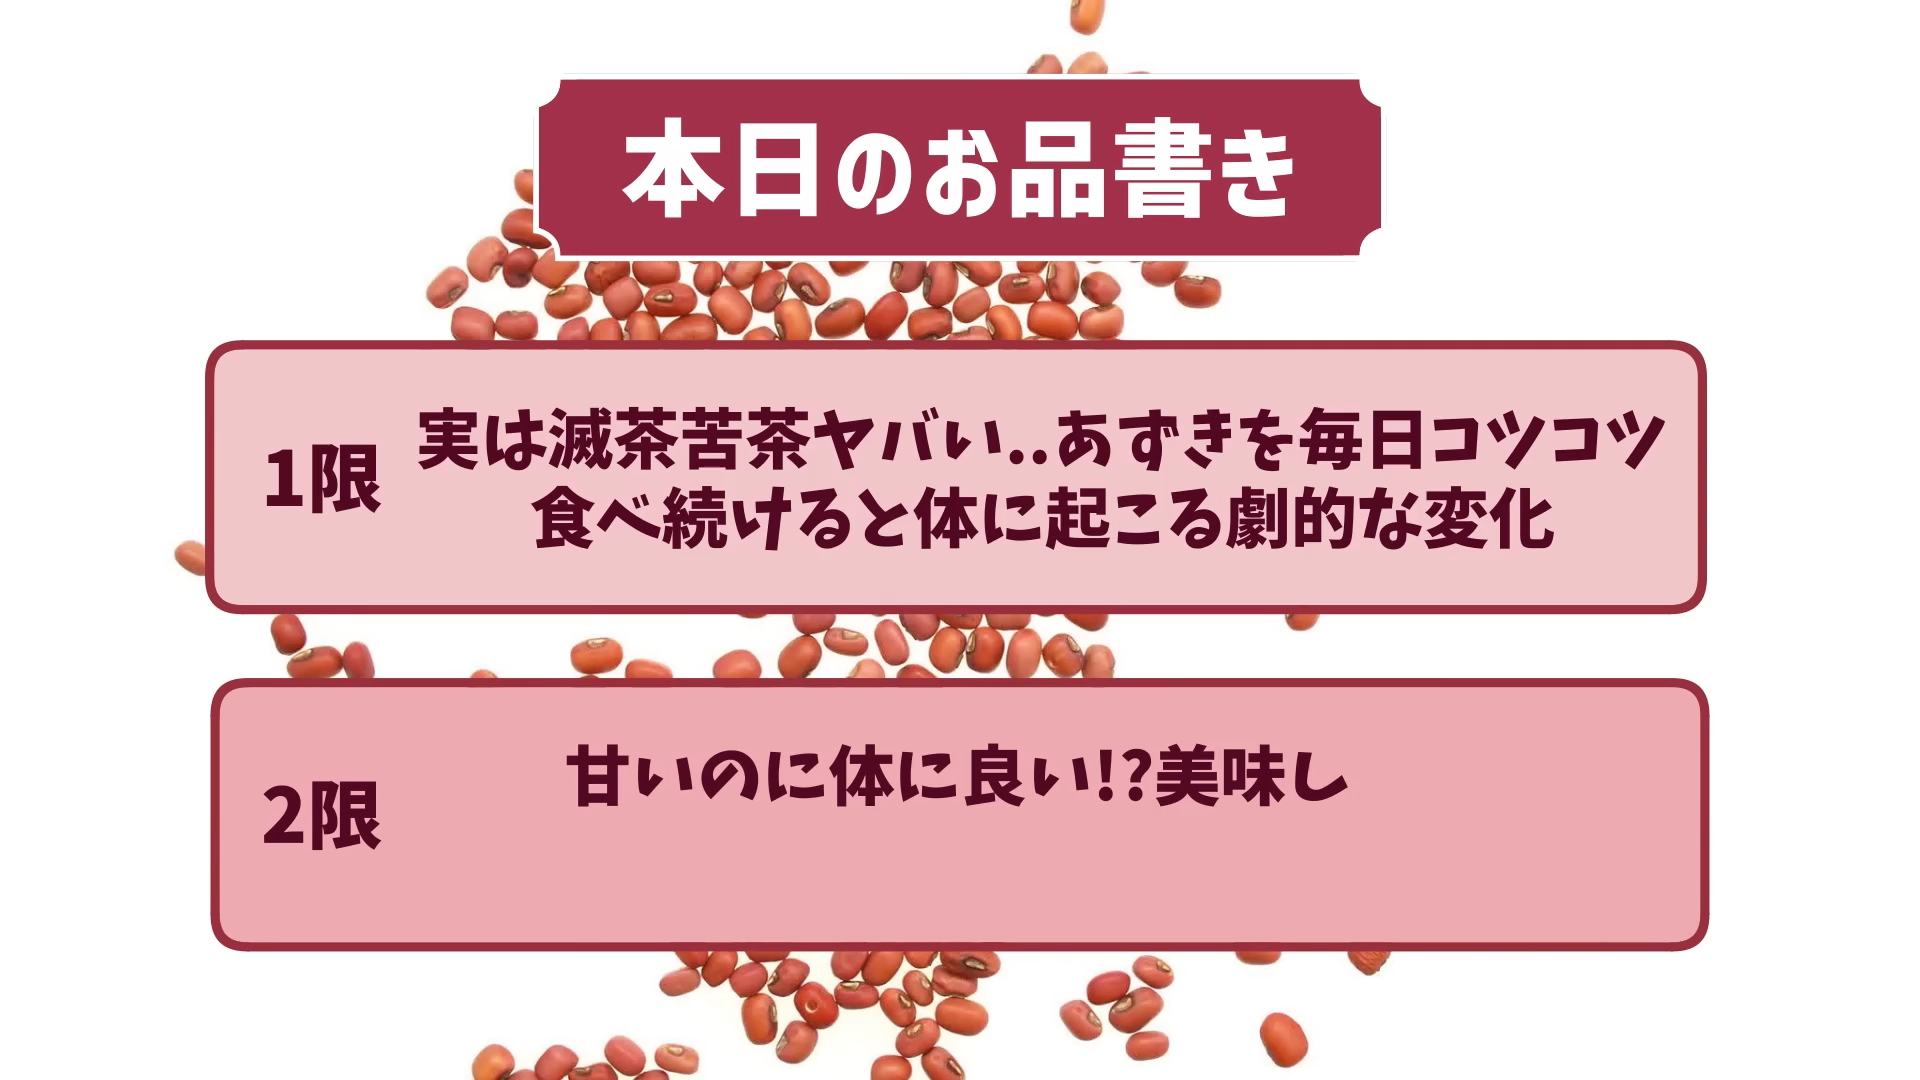 本日のお品書き
1限
実は滅茶苦茶ヤバい..あずきを毎日コツコツ
食べ続けると体に起こる劇的な変化
2限
甘いのに体に良い!?美味し